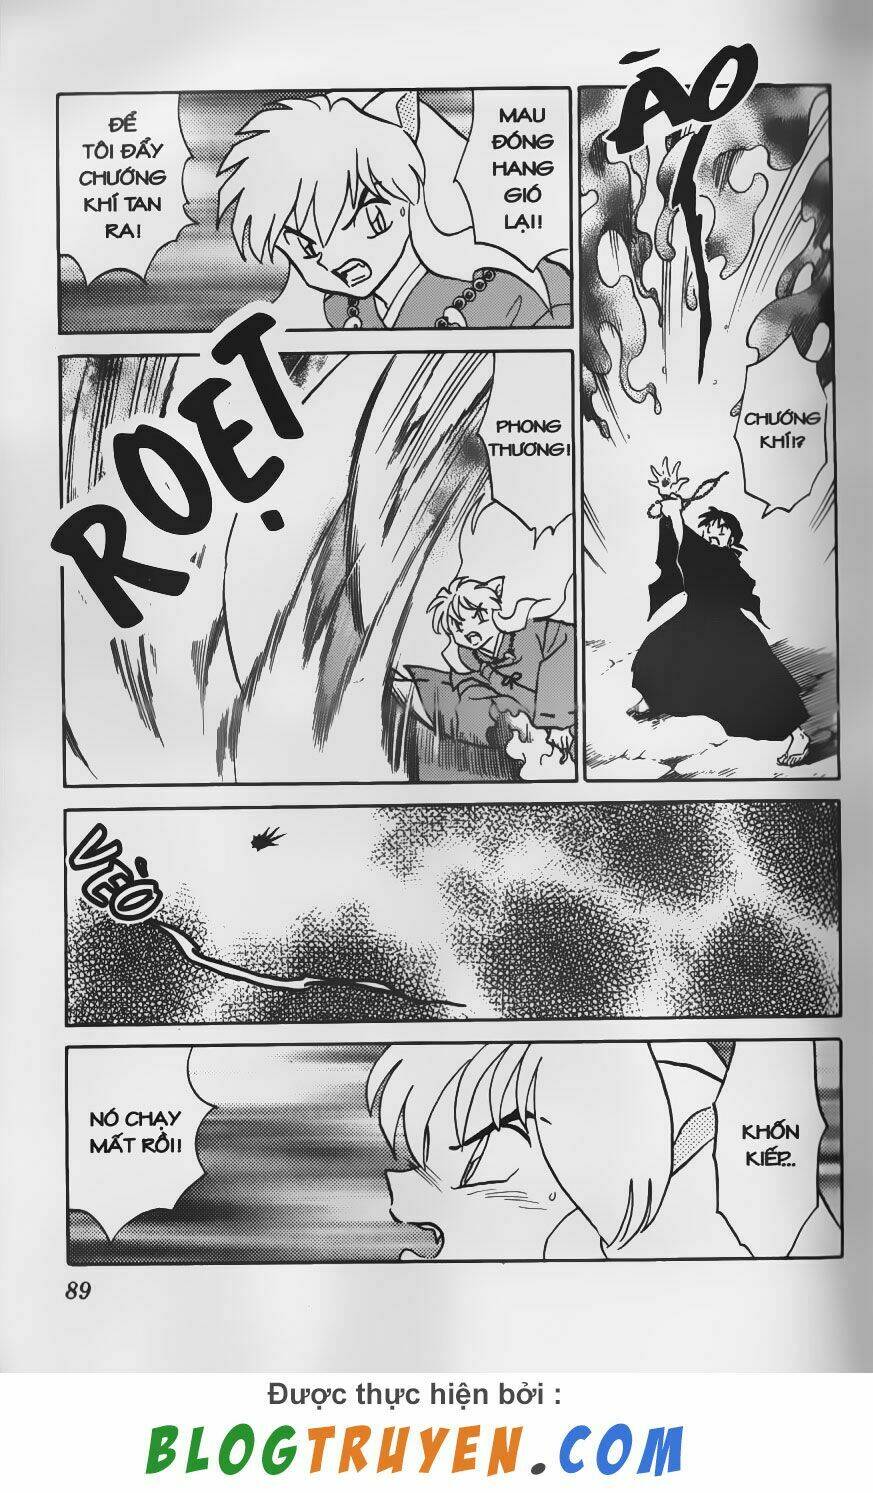 ÀO
CHƯỚNG
KHÍ!?
MAU
ĐÓNG
HANG
GIÓ
LẠI!!
ĐỂ
TÔI ĐẨY
CHƯỚNG
KHÍ TAN
RA!
PHONG
THƯƠNG!
ROẸT
VÈO
KHỐN
KIẾP...
NÓ CHẠY
MẤT RỒI!!
89
Được thực hiện bởi :
BLOGTRUYEN.COM